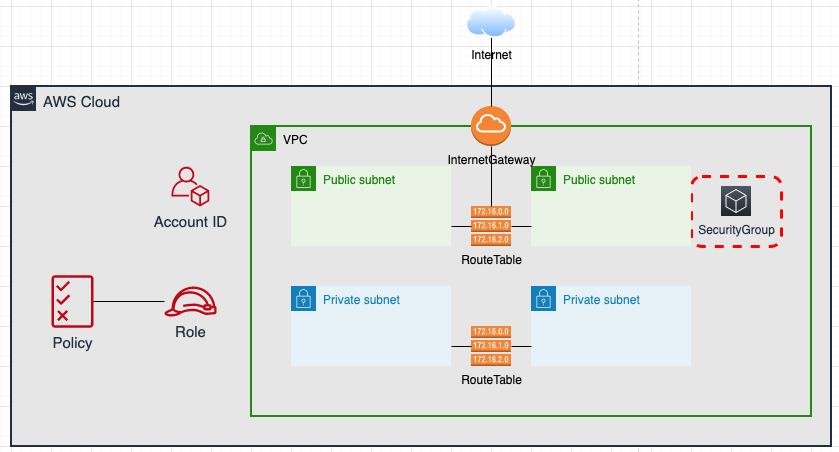 Internet
aws
AWS Cloud
VPC
InternetGateway
Public subnet
Public subnet
Account ID
172.16.0.0
172.16.1.0
172.16.2.0
SecurityGroup
RouteTable
Private subnet
Private subnet
Policy
Role
172.16.0.0
172.16.1.0
172.16.2.0
RouteTable